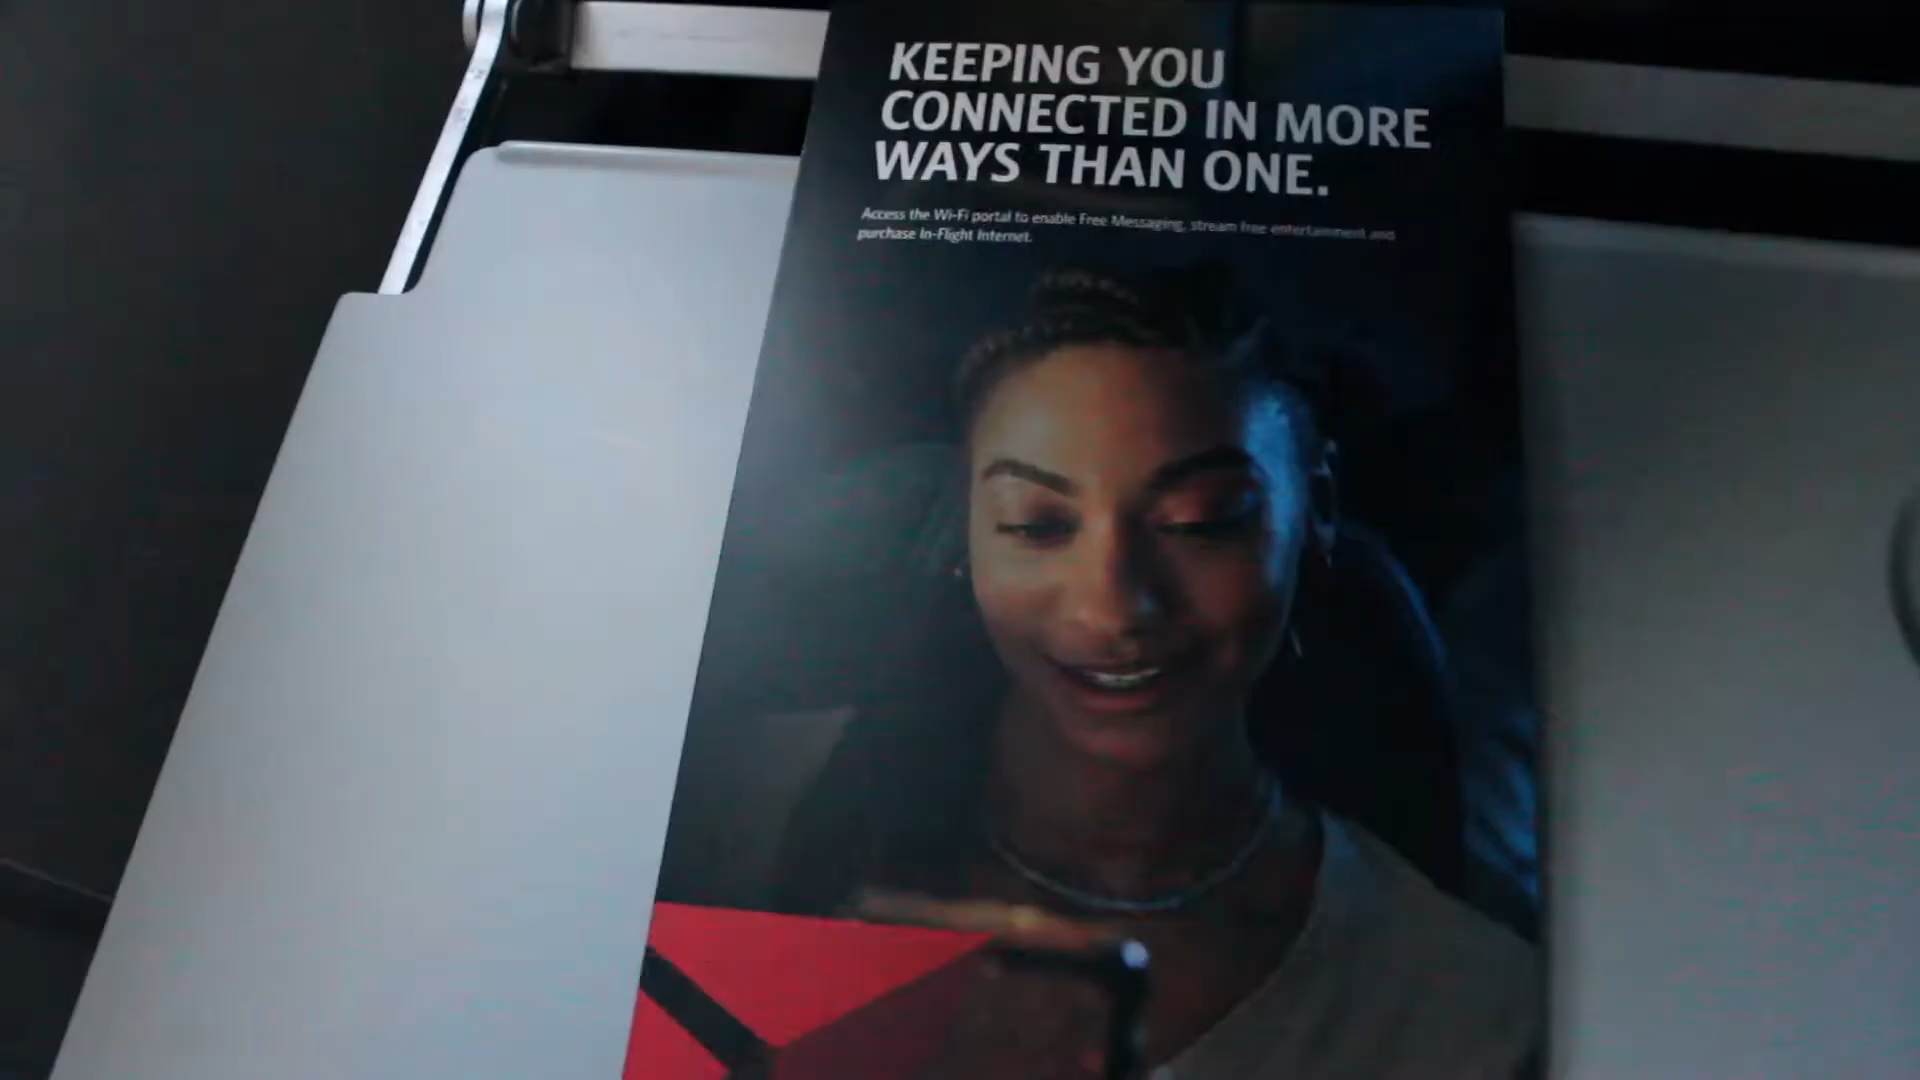 KEEPING YOU
CONNECTED IN MORE
WAYS THAN ONE.
Access the Wi-Fi portal to enable Free Messaging, stream free entertainment and
purchase In-Flight Internet.